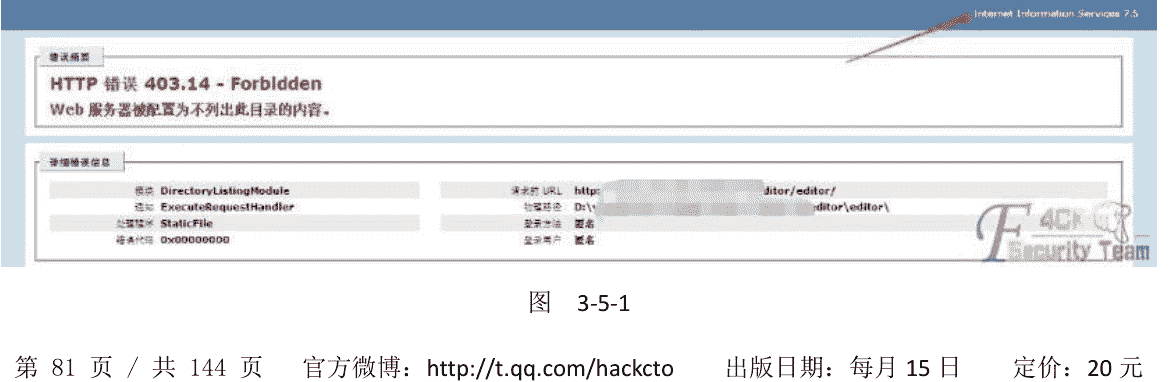 Internet Information Services 7.5
错误摘要
HTTP 错误 403.14 - Forbidden
Web 服务器被配置为不列出此目录的内容。
详细错误信息
模块 DirectoryListingModule
通知 ExecuteRequestHandler
处理程序 StaticFile
错误代码 0x00000000
请求的 URL http: ditor/editor/
物理路径 D:\ editor\editor\
登录方法 匿名
登录用户 匿名
F4Ck
Security Team
图 3-5-1
第 81 页 / 共 144 页 官方微博：http://t.qq.com/hackcto 出版日期：每月 15 日 定价：20 元